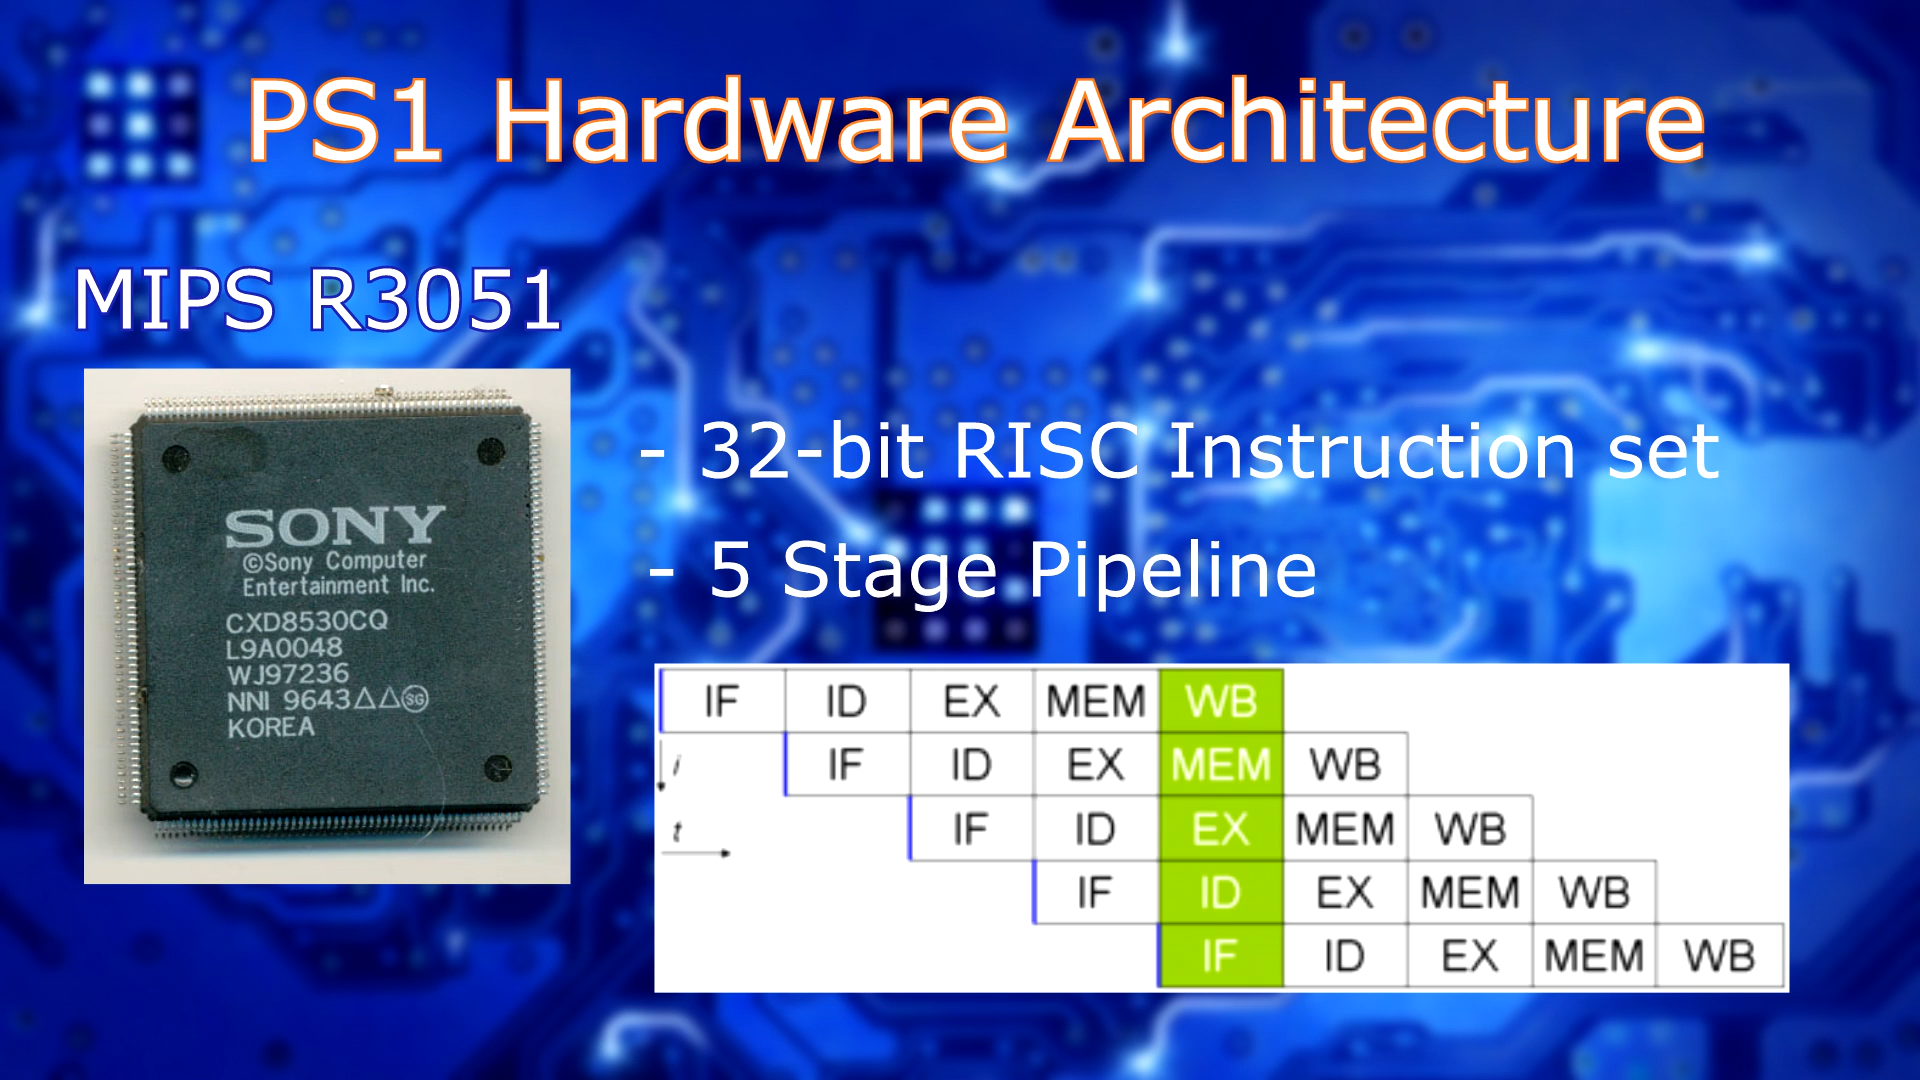 PS1 Hardware Architecture
MIPS R3051
SONY
©Sony Computer
Entertainment Inc.
CXD8530CQ
L9A0048
WJ97236
NNI 9643△△SG
KOREA
- 32-bit RISC Instruction set
- 5 Stage Pipeline
IF ID EX MEM WB
i IF ID EX MEM WB
t IF ID EX MEM WB
IF ID EX MEM WB
IF ID EX MEM WB